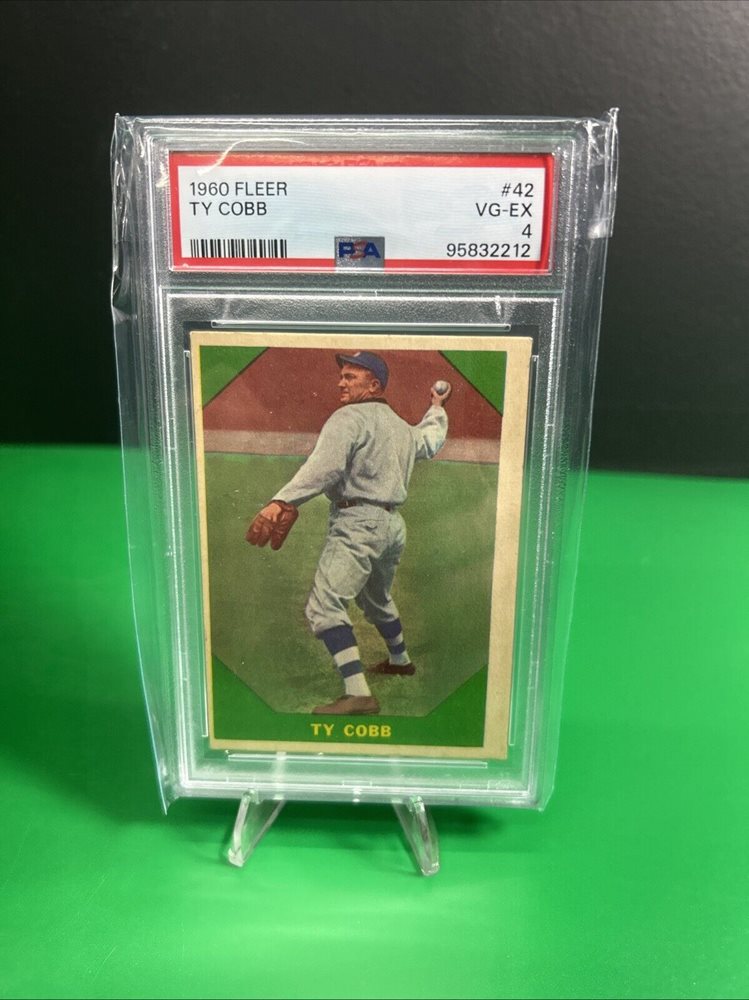 1960 FLEER #42
TY COBB VG-EX
4
PSA 95832212
TY COBB